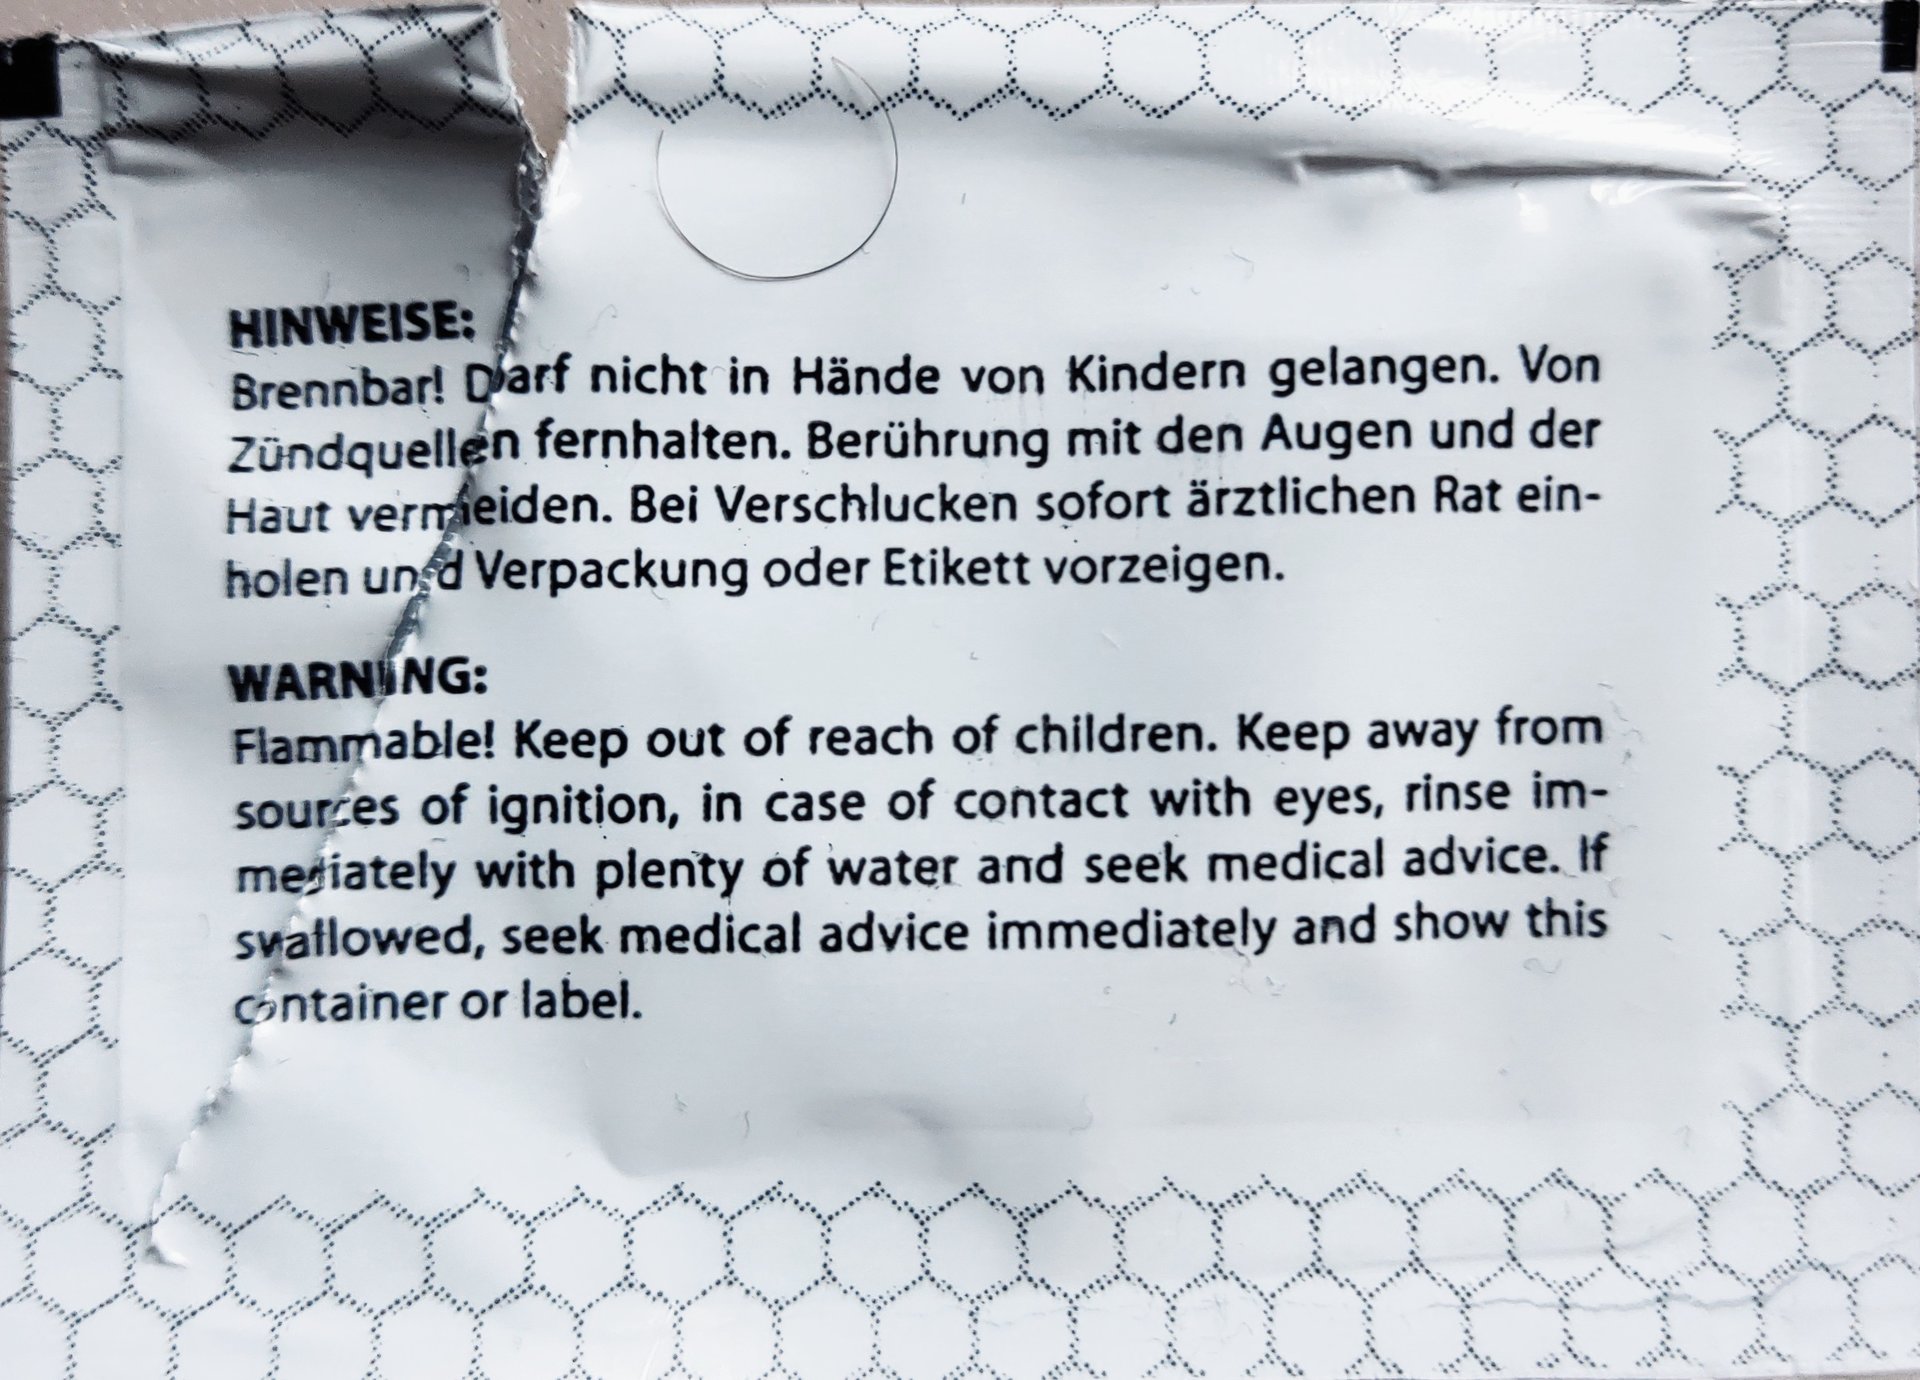 HINWEISE:
Brennbar! Darf nicht in Hände von Kindern gelangen. Von
Zündquellen fernhalten. Berührung mit den Augen und der
Haut vermeiden. Bei Verschlucken sofort ärztlichen Rat ein-
holen und Verpackung oder Etikett vorzeigen.
WARNING:
Flammable! Keep out of reach of children. Keep away from
sources of ignition, in case of contact with eyes, rinse im-
mediately with plenty of water and seek medical advice. If
swallowed, seek medical advice immediately and show this
container or label.